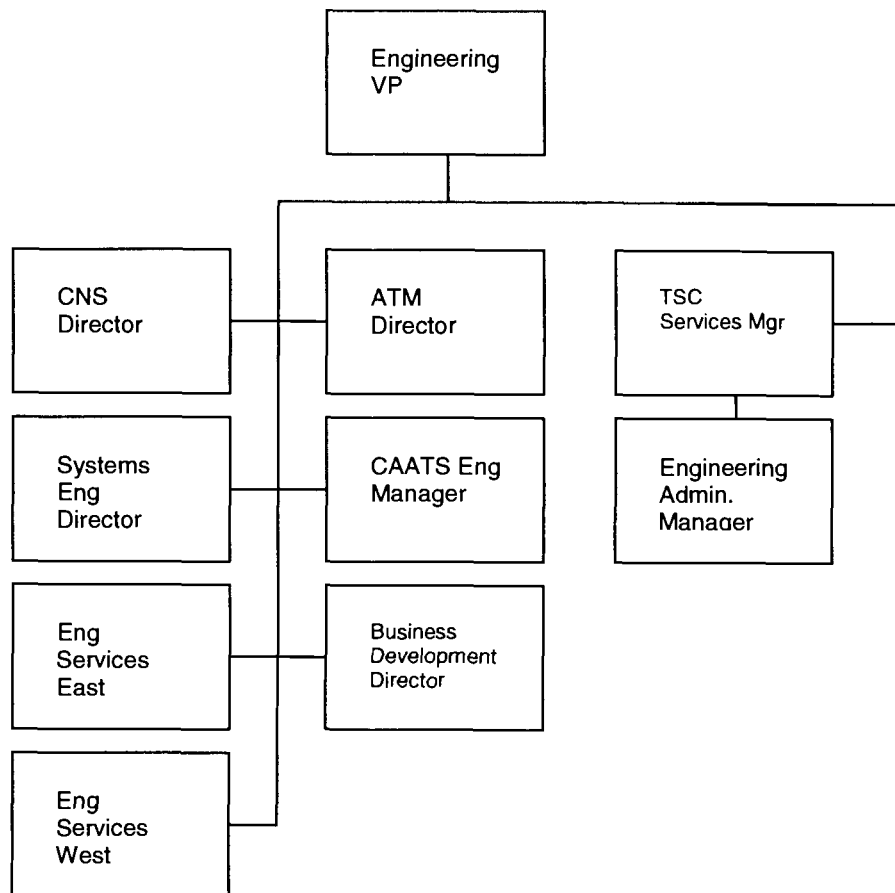 Engineering
VP
CNS
Director
ATM
Director
TSC
Services Mgr
Systems
Eng
Director
CAATS Eng
Manager
Engineering
Admin.
Manager
Eng
Services
East
Business
Development
Director
Eng
Services
West